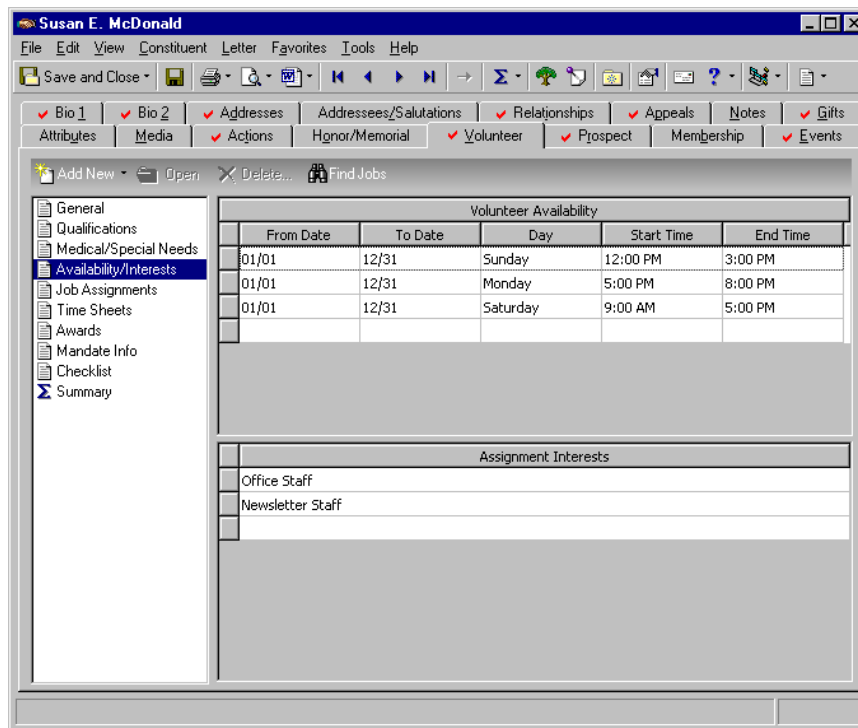 Susan E. McDonald
File Edit View Constituent Letter Favorites Tools Help
Save and Close
Bio 1 Bio 2 Addresses Addressees/Salutations Relationships Appeals Notes Gifts
Attributes Media Actions Honor/Memorial Volunteer Prospect Membership Events
Add New Open Delete... Find Jobs
General
Qualifications
Medical/Special Needs
Availability/Interests
Job Assignments
Time Sheets
Awards
Mandate Info
Checklist
Σ Summary
Volunteer Availability
From Date To Date Day Start Time End Time
01/01 12/31 Sunday 12:00 PM 3:00 PM
01/01 12/31 Monday 5:00 PM 8:00 PM
01/01 12/31 Saturday 9:00 AM 5:00 PM
Assignment Interests
Office Staff
Newsletter Staff